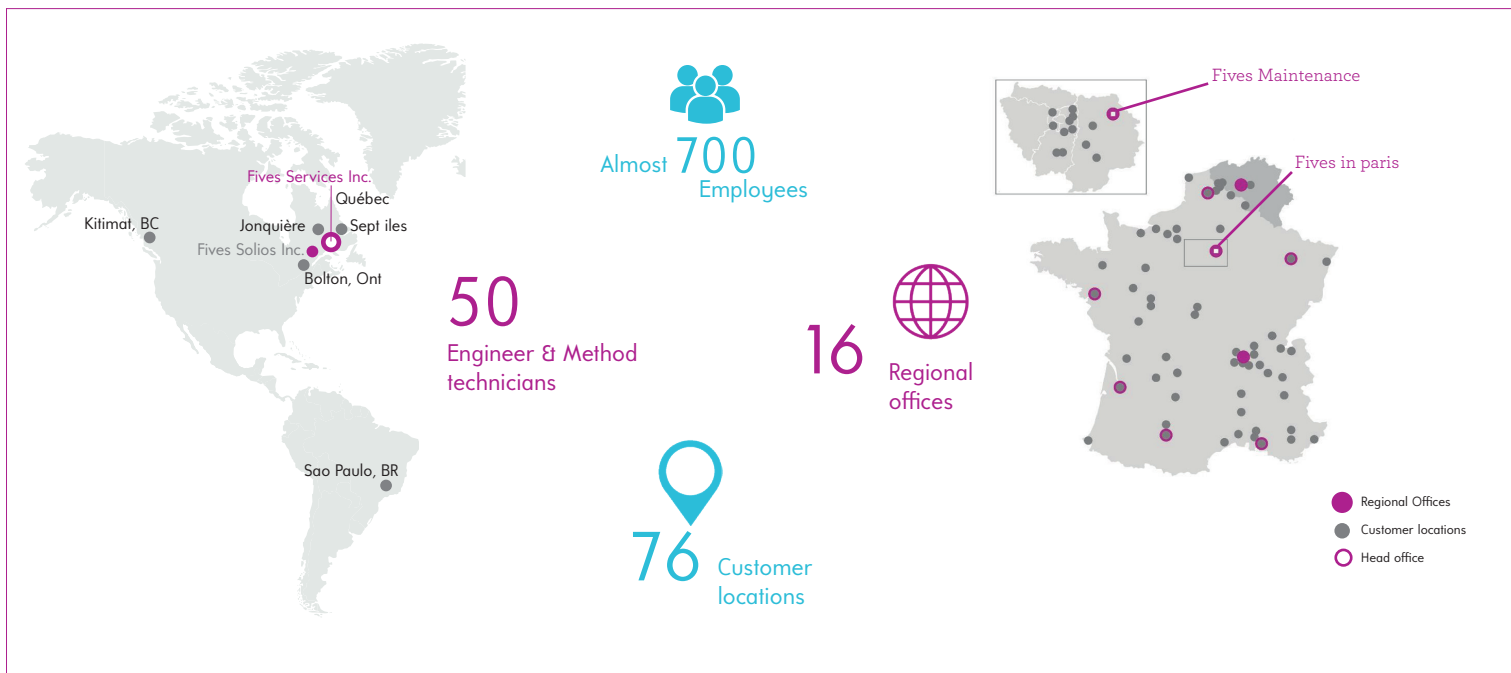 Fives Services Inc.
Québec
Kitimat, BC
Jonquière
Sept iles
Fives Solios Inc.
Bolton, Ont
Sao Paulo, BR
Almost 700
Employees
50
Engineer & Method
technicians
16
Regional
offices
76
Customer
locations
Fives Maintenance
Fives in paris
Regional Offices
Customer locations
Head office